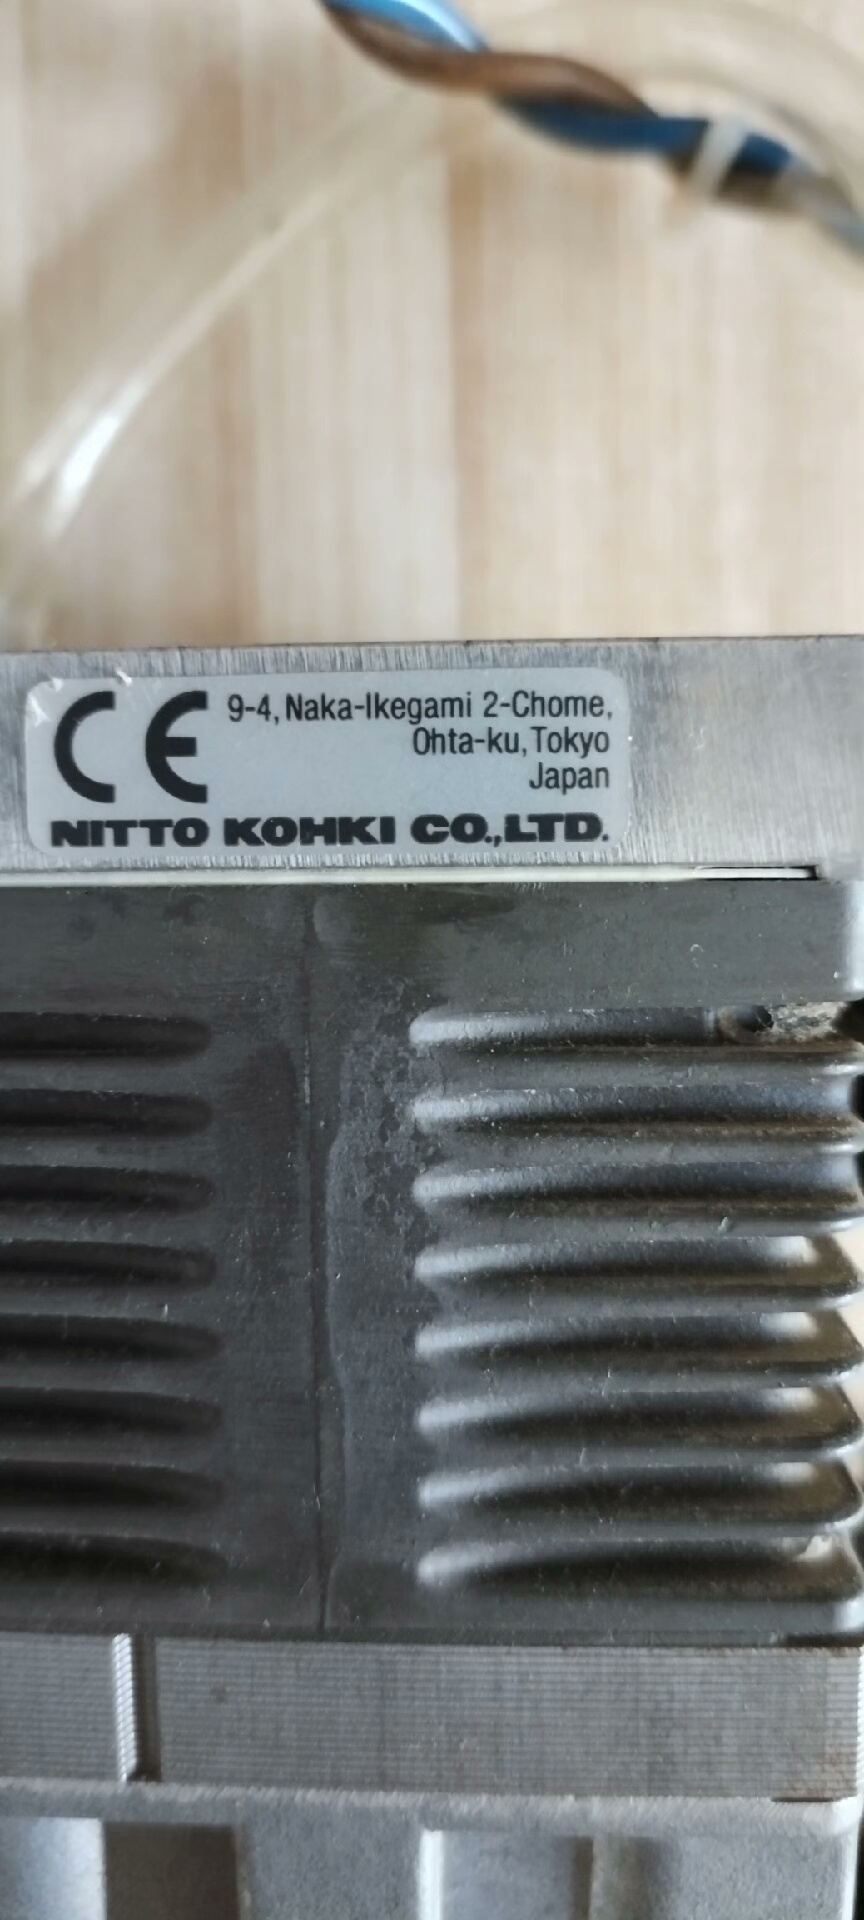 CE
9-4, Naka-Ikegami 2-Chome,
Ohta-ku, Tokyo
Japan
NITTO KOHKI CO., LTD.